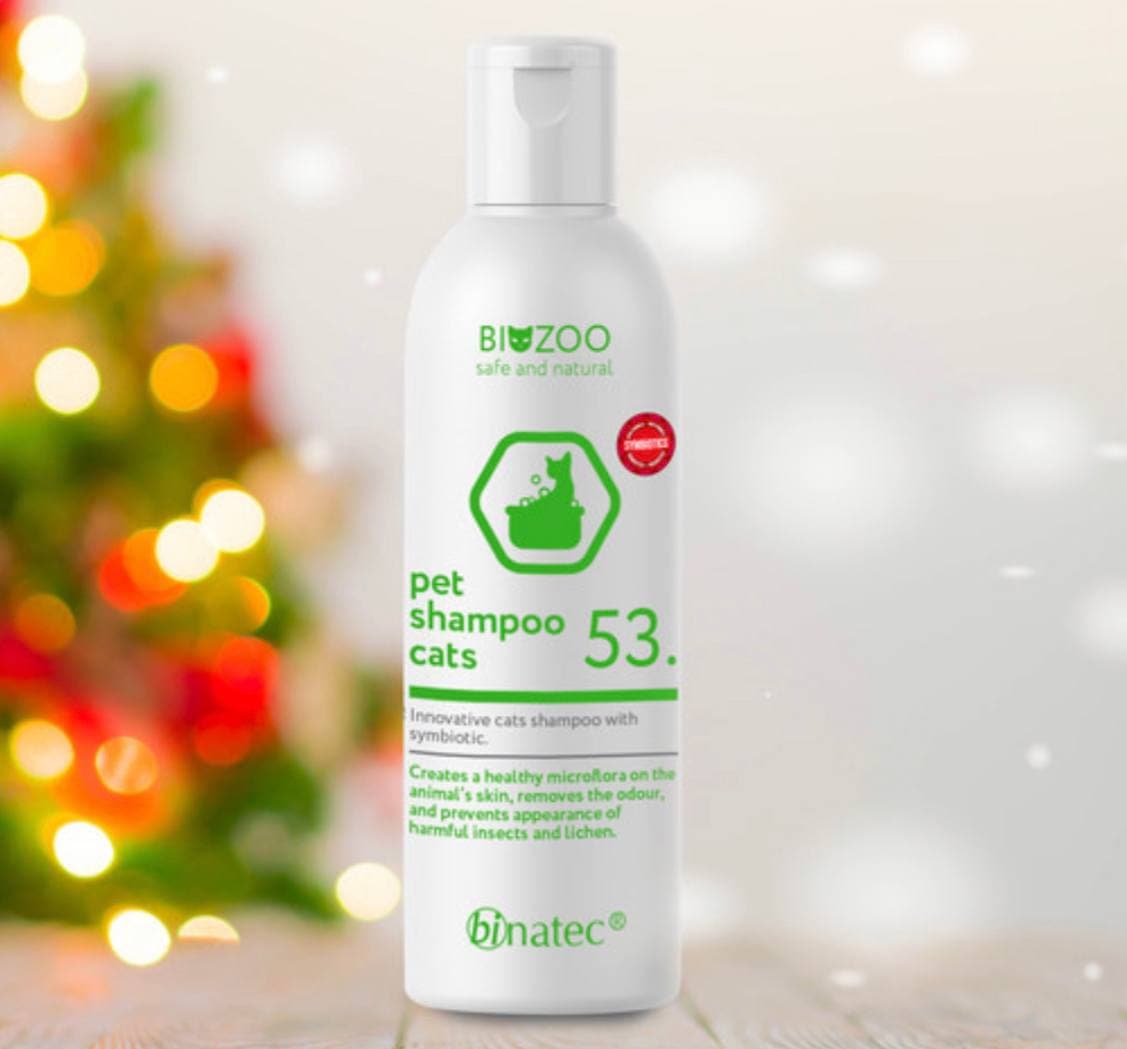 BIOZOO
safe and natural
SYMBIOTICS
pet
shampoo
cats
53.
Innovative cats shampoo with
symbiotic.
Creates a healthy microflora on the
animal's skin, removes the odour,
and prevents appearance of
harmful insects and lichen.
binatec®